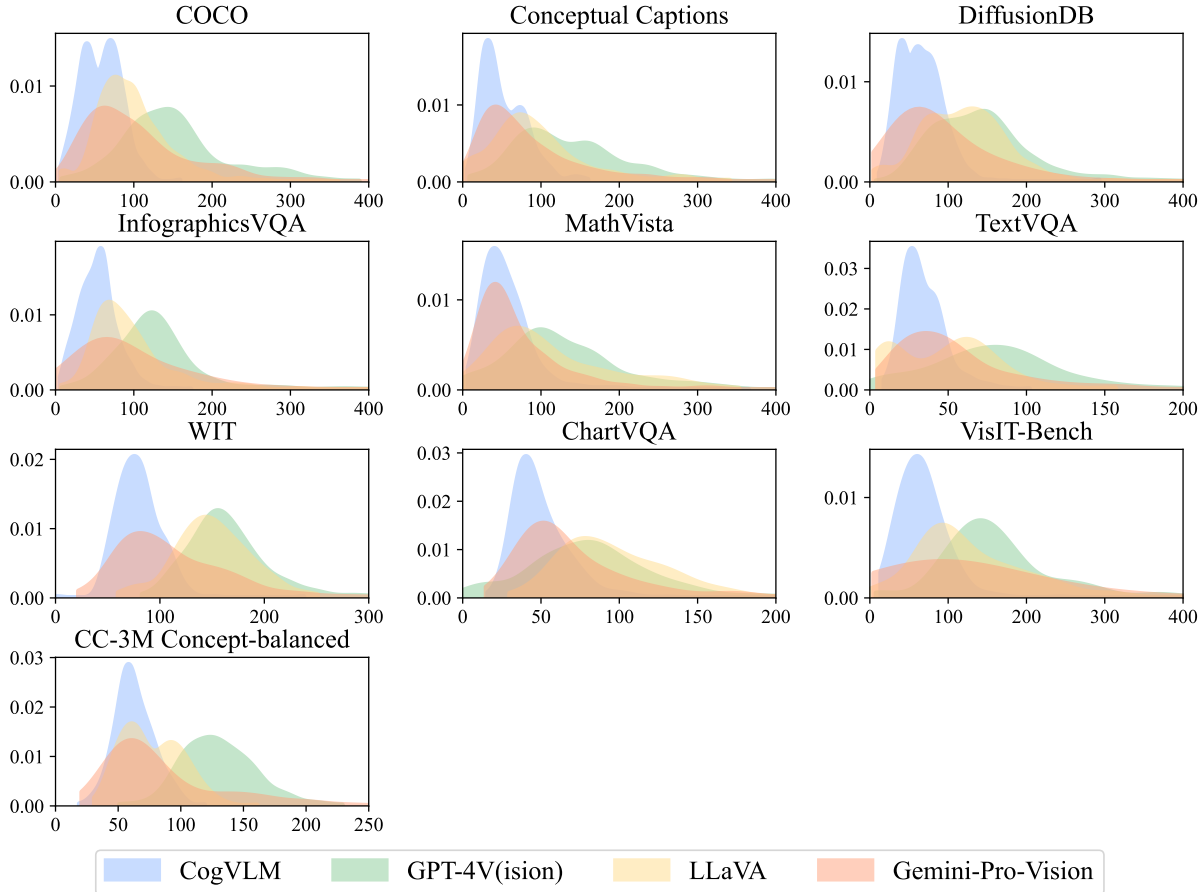 COCO
Conceptual Captions
DiffusionDB
0.01
0.00
0 100 200 300 400
0.01
0.00
0 100 200 300 400
0.01
0.00
0 100 200 300 400
InfographicsVQA
MathVista
TextVQA
0.01
0.00
0 100 200 300 400
0.01
0.00
0 100 200 300 400
0.03
0.02
0.01
0.00
0 50 100 150 200
WIT
ChartVQA
VisIT-Bench
0.02
0.01
0.00
0 100 200 300
0.03
0.02
0.01
0.00
0 50 100 150 200
0.01
0.00
0 100 200 300 400
CC-3M Concept-balanced
0.03
0.02
0.01
0.00
0 50 100 150 200 250
CogVLM GPT-4V(ision) LLaVA Gemini-Pro-Vision